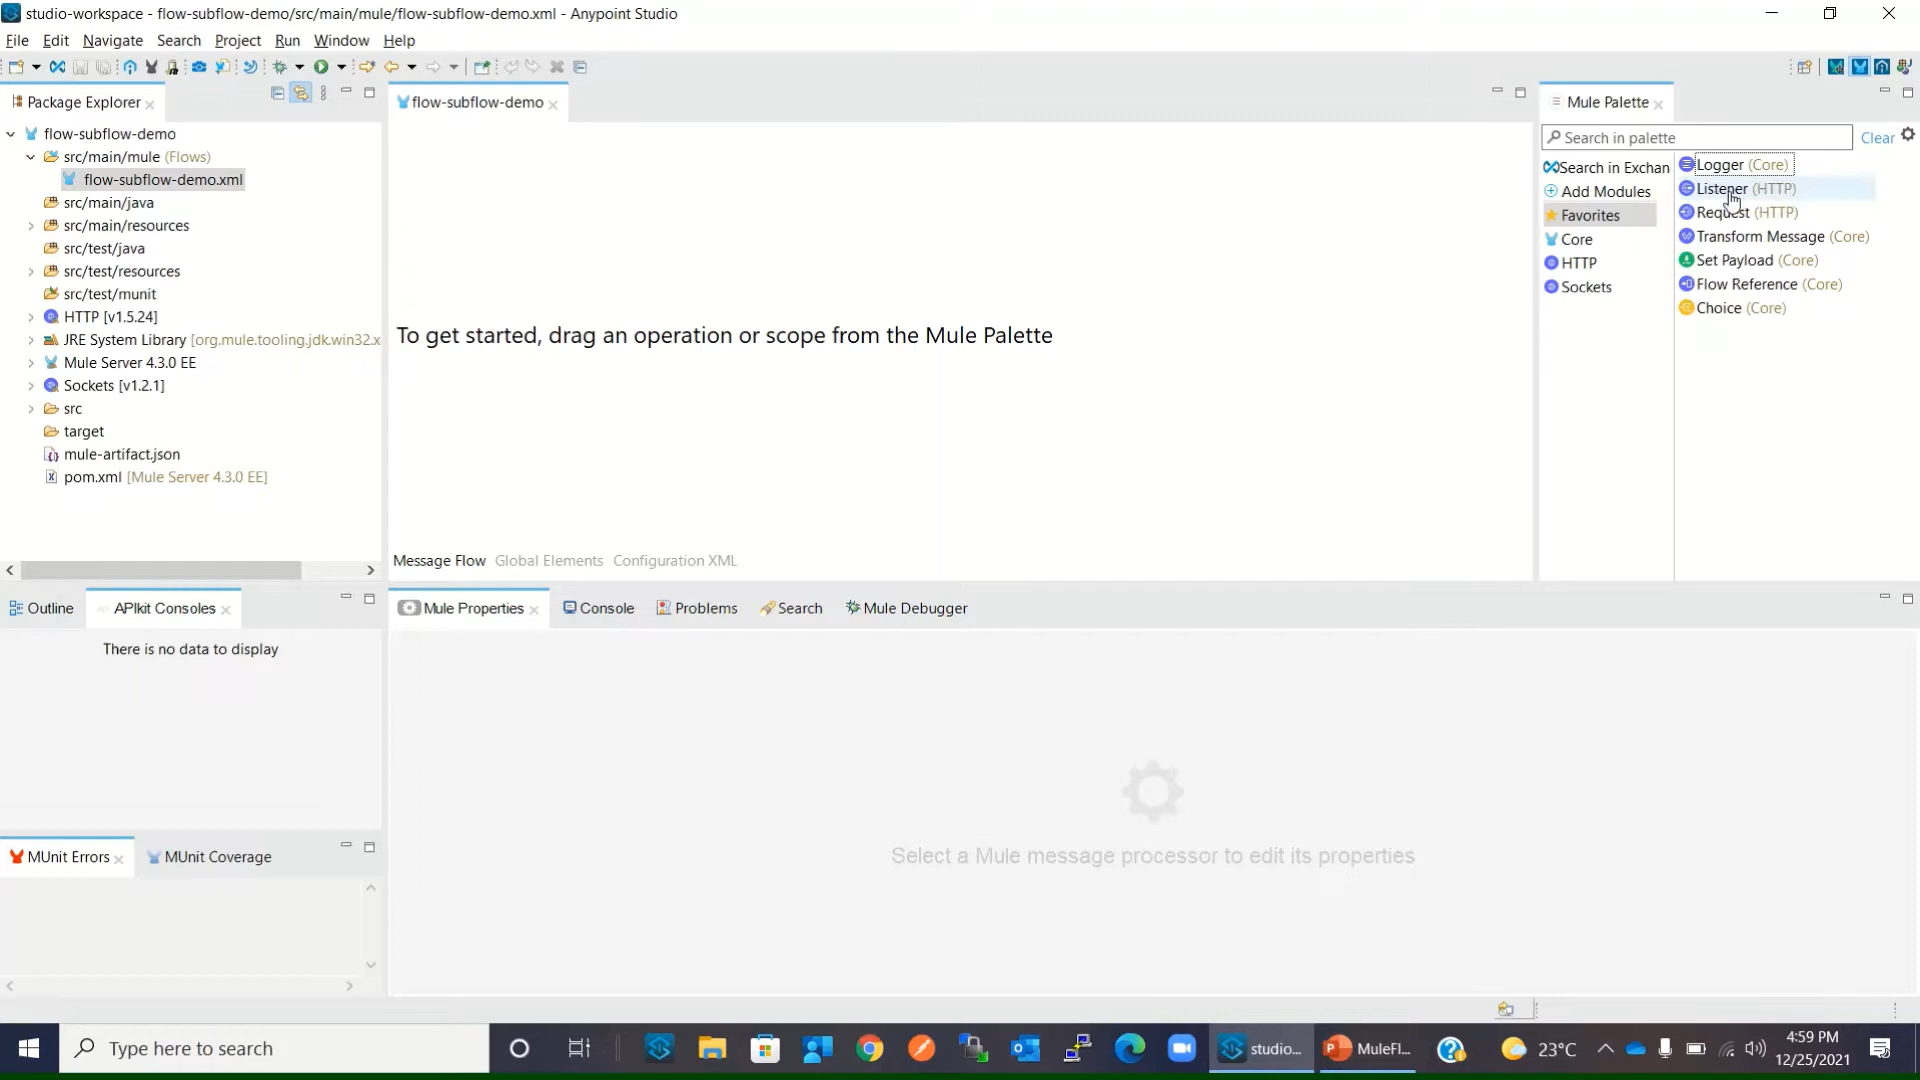 studio-workspace - flow-subflow-demo/src/main/mule/flow-subflow-demo.xml - Anypoint Studio
File Edit Navigate Search Project Run Window Help
Package Explorer
flow-subflow-demo
src/main/mule (Flows)
flow-subflow-demo.xml
src/main/java
src/main/resources
src/test/java
src/test/resources
src/test/munit
HTTP [v1.5.24]
JRE System Library [org.mule.tooling.jdk.win32.x
Mule Server 4.3.0 EE
Sockets [v1.2.1]
src
target
mule-artifact.json
pom.xml [Mule Server 4.3.0 EE]
flow-subflow-demo
To get started, drag an operation or scope from the Mule Palette
Message Flow Global Elements Configuration XML
Mule Palette
Search in palette
Clear
Search in Exchan
Add Modules
Favorites
Core
HTTP
Sockets
Logger (Core)
Listener (HTTP)
Request (HTTP)
Transform Message (Core)
Set Payload (Core)
Flow Reference (Core)
Choice (Core)
Outline APIkit Consoles
There is no data to display
MUnit Errors MUnit Coverage
Mule Properties Console Problems Search Mule Debugger
Select a Mule message processor to edit its properties
Type here to search
studio...
MuleFl...
23°C
4:59 PM
12/25/2021